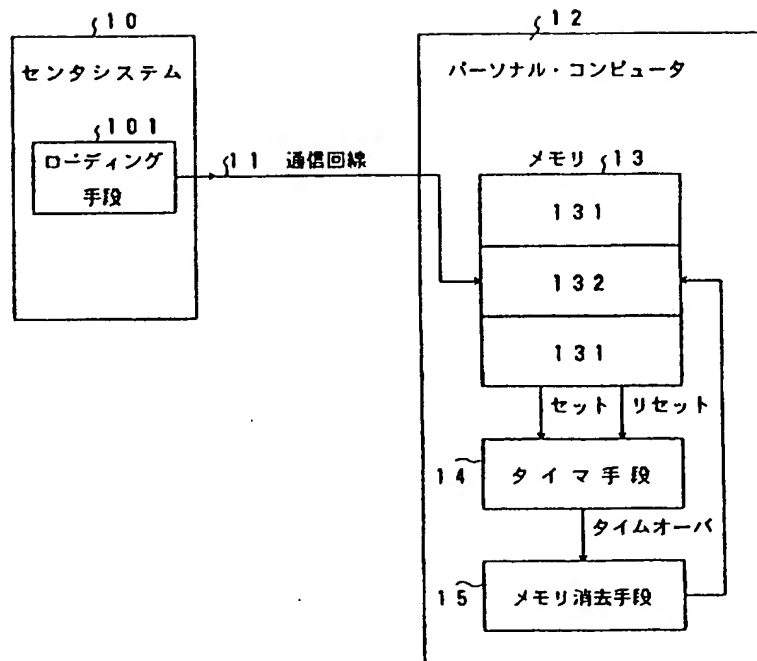 10
センタシステム
101
ローディング
手段
11 通信回線
12
パーソナル・コンピュータ
メモリ 13
131
132
131
セット リセット
14 タイマ手段
タイムオーバ
15 メモリ消去手段